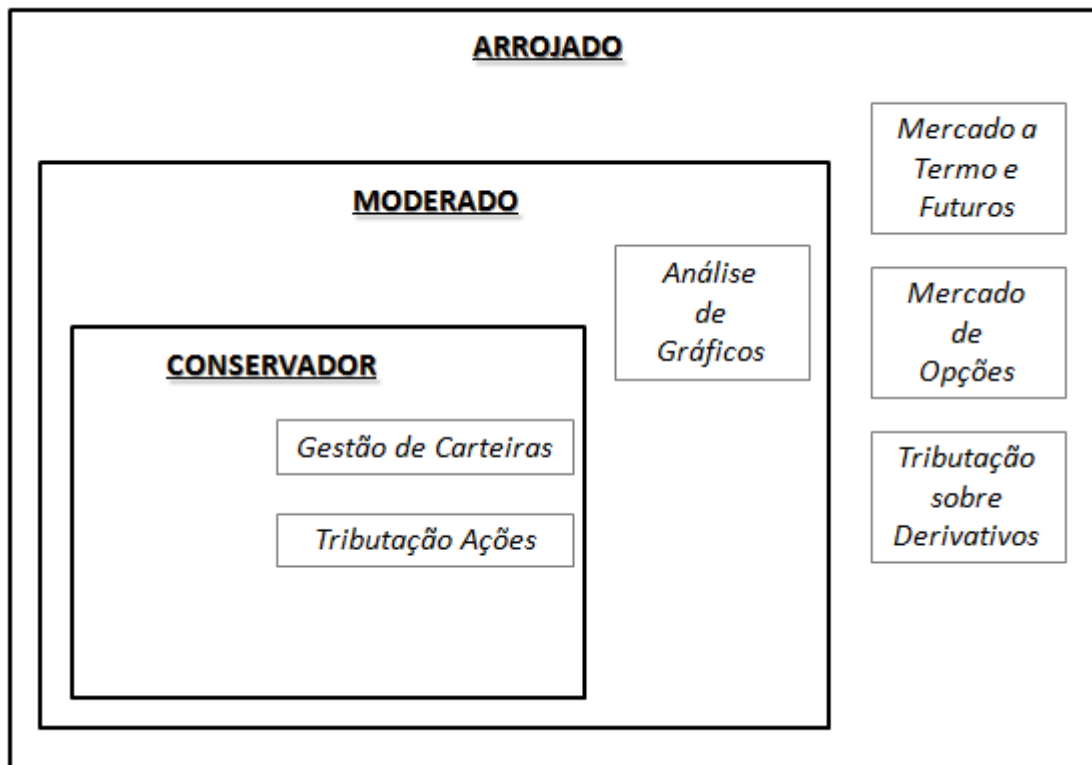 ARROJADO
Mercado a
Termo e
Futuros
MODERADO
Análise
de
Gráficos
Mercado
de
Opções
CONSERVADOR
Gestão de Carteiras
Tributação Ações
Tributação
sobre
Derivativos